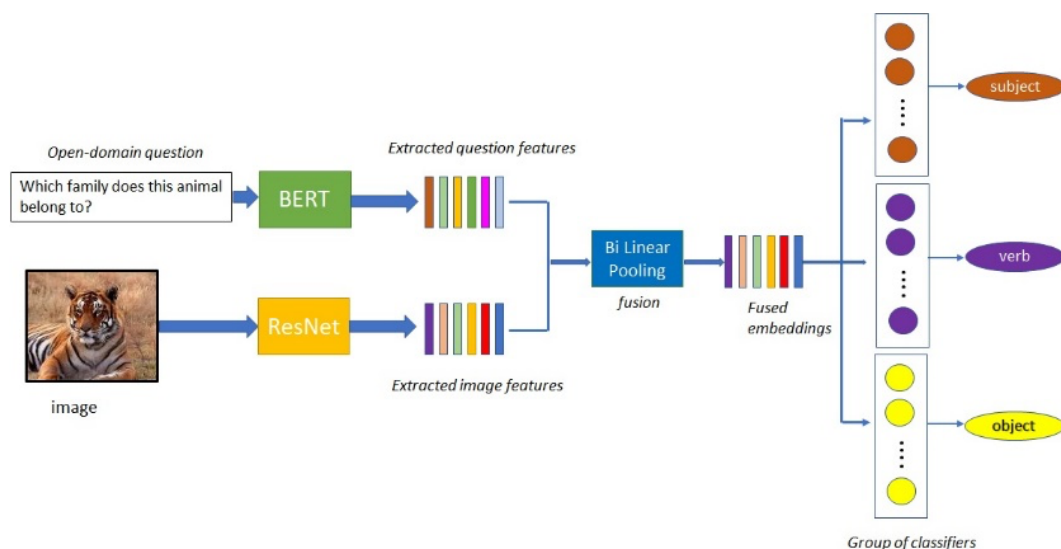 Open-domain question
Which family does this animal
belong to?
BERT
Extracted question features
image
ResNet
Extracted image features
Bi Linear
Pooling
fusion
Fused
embeddings
subject
verb
object
Group of classifiers